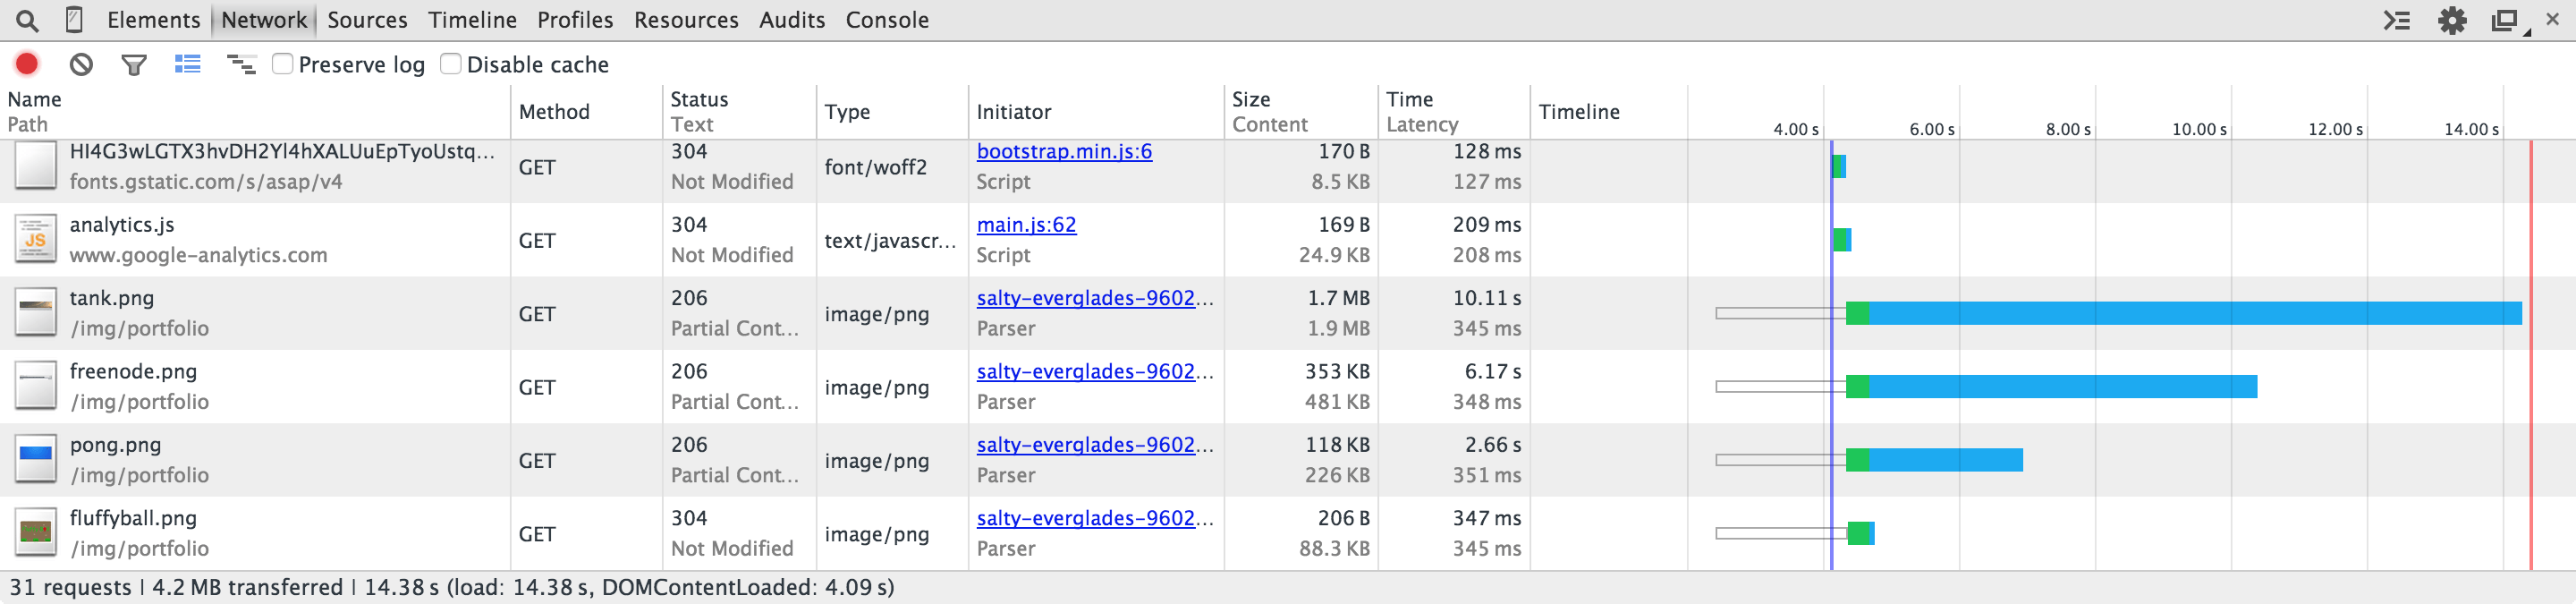 Elements Network Sources Timeline Profiles Resources Audits Console
Preserve log Disable cache
Name Path Method Status Text Type Initiator Size Content Time Latency Timeline 4.00 s 6.00 s 8.00 s 10.00 s 12.00 s 14.00 s
HI4G3wLGTX3hvDH2Yl4hXALUuEpTyoUstq... GET 304 font/woff2 bootstrap.min.js:6 170 B 128 ms
fonts.gstatic.com/s/asap/v4 Not Modified Script 8.5 KB 127 ms
JS analytics.js GET 304 text/javascr... main.js:62 169 B 209 ms
www.google-analytics.com Not Modified Script 24.9 KB 208 ms
tank.png GET 206 image/png salty-everglades-9602... 1.7 MB 10.11 s
/img/portfolio Partial Cont... Parser 1.9 MB 345 ms
freenode.png GET 206 image/png salty-everglades-9602... 353 KB 6.17 s
/img/portfolio Partial Cont... Parser 481 KB 348 ms
pong.png GET 206 image/png salty-everglades-9602... 118 KB 2.66 s
/img/portfolio Partial Cont... Parser 226 KB 351 ms
fluffyball.png GET 304 image/png salty-everglades-9602... 206 B 347 ms
/img/portfolio Not Modified Parser 88.3 KB 345 ms
31 requests | 4.2 MB transferred | 14.38 s (load: 14.38 s, DOMContentLoaded: 4.09 s)